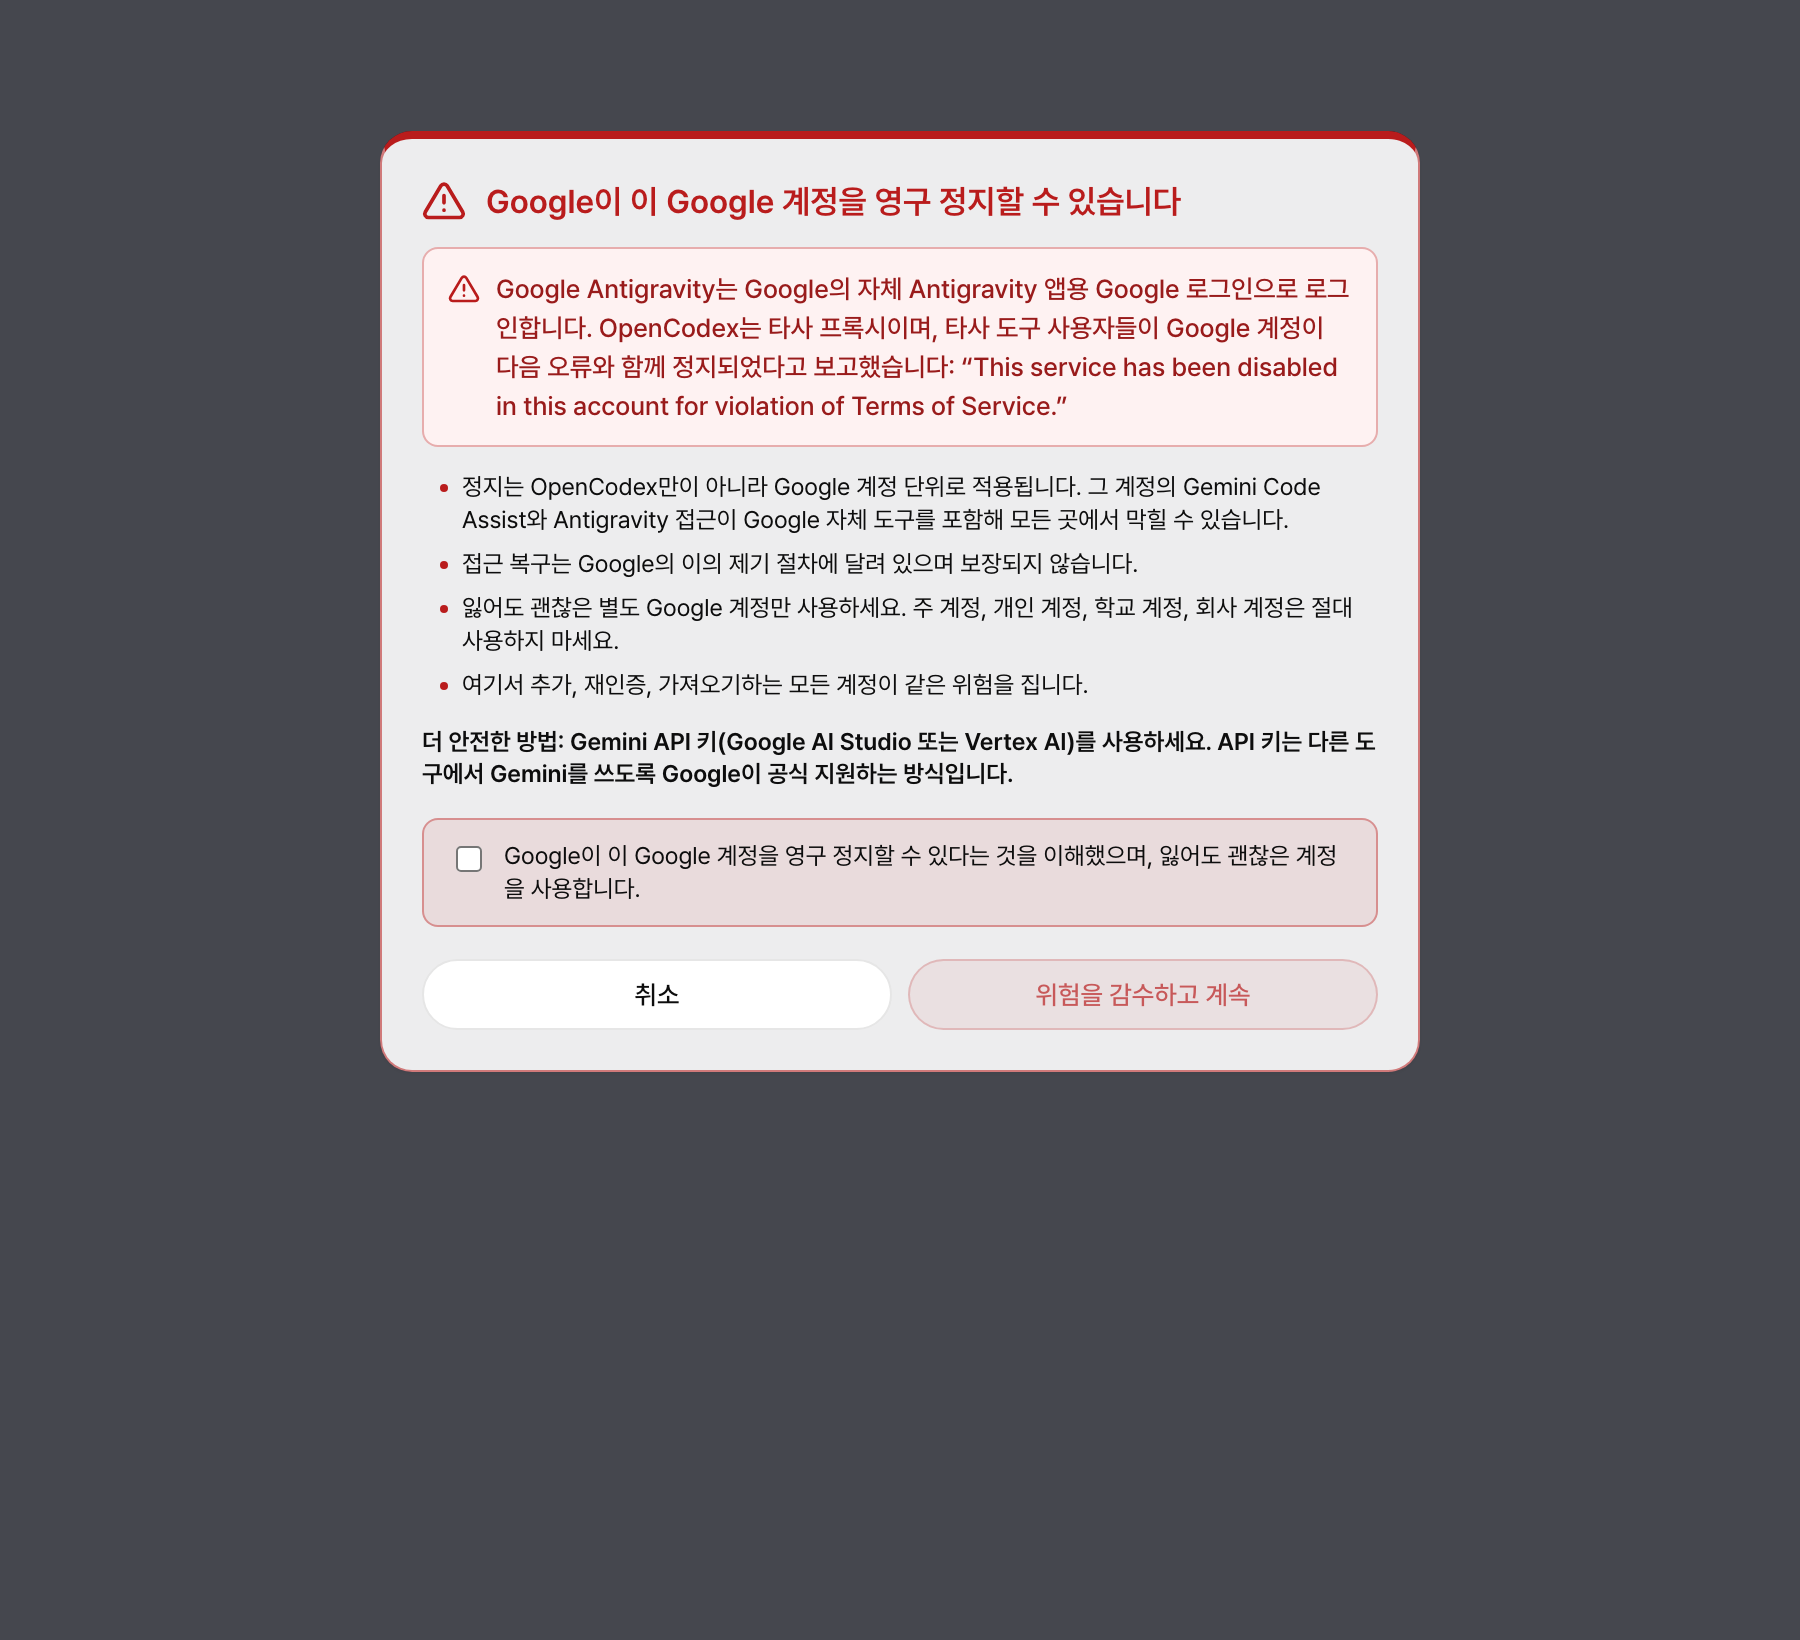 Google이 이 Google 계정을 영구 정지할 수 있습니다
Google Antigravity는 Google의 자체 Antigravity 앱용 Google 로그인으로 로그
인합니다. OpenCodex는 타사 프록시이며, 타사 도구 사용자들이 Google 계정이
다음 오류와 함께 정지되었다고 보고했습니다: “This service has been disabled
in this account for violation of Terms of Service.”
정지는 OpenCodex만이 아니라 Google 계정 단위로 적용됩니다. 그 계정의 Gemini Code
Assist와 Antigravity 접근이 Google 자체 도구를 포함해 모든 곳에서 막힐 수 있습니다.
접근 복구는 Google의 이의 제기 절차에 달려 있으며 보장되지 않습니다.
잃어도 괜찮은 별도 Google 계정만 사용하세요. 주 계정, 개인 계정, 학교 계정, 회사 계정은 절대
사용하지 마세요.
여기서 추가, 재인증, 가져오기하는 모든 계정이 같은 위험을 집니다.
더 안전한 방법: Gemini API 키(Google AI Studio 또는 Vertex AI)를 사용하세요. API 키는 다른 도
구에서 Gemini를 쓰도록 Google이 공식 지원하는 방식입니다.
Google이 이 Google 계정을 영구 정지할 수 있다는 것을 이해했으며, 잃어도 괜찮은 계정
을 사용합니다.
취소
위험을 감수하고 계속